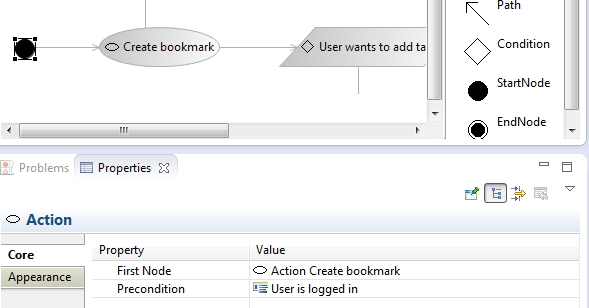 Path
Create bookmark
User wants to add ta
Condition
StartNode
EndNode
Problems
Properties
Action
Core
Appearance
Property Value
First Node Action Create bookmark
Precondition User is logged in